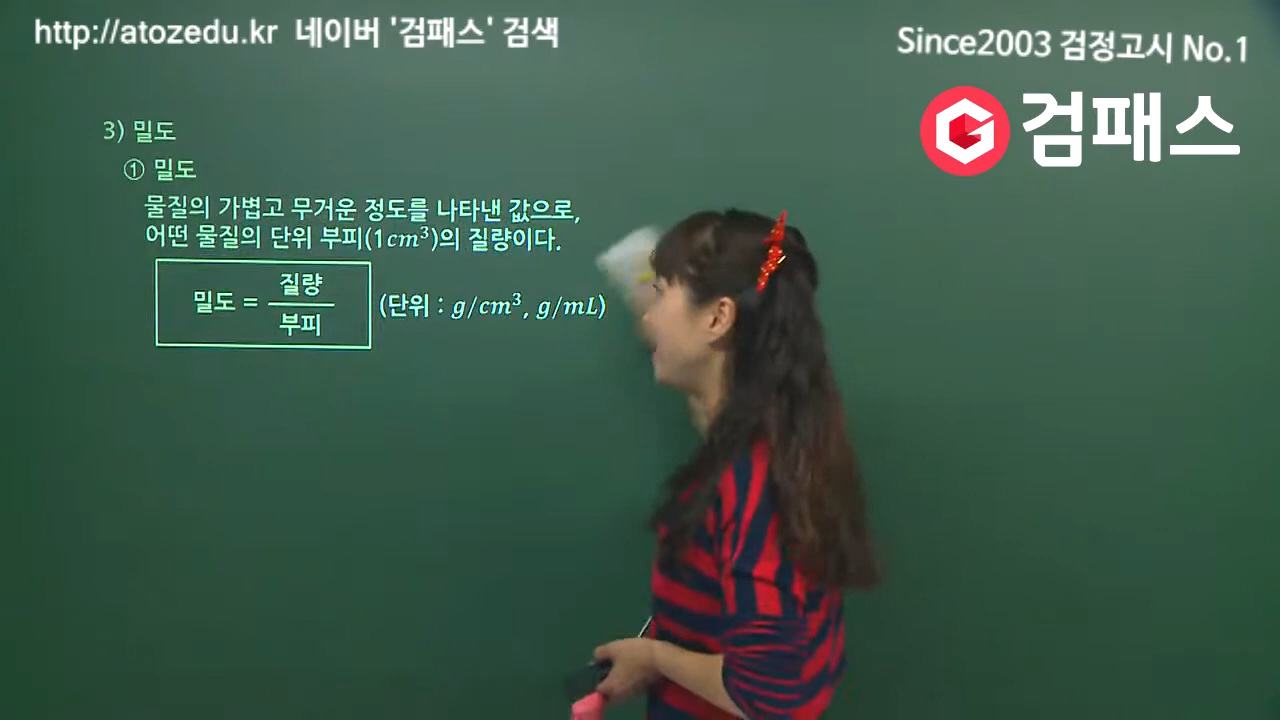 http://atozedu.kr 네이버 '검패스' 검색
Since2003 검정고시 No.1
검패스
3) 밀도
① 밀도
물질의 가볍고 무거운 정도를 나타낸 값으로,
어떤 물질의 단위 부피(1cm³)의 질량이다.
밀도 = 질량/부피 (단위 : g/cm³, g/mL)